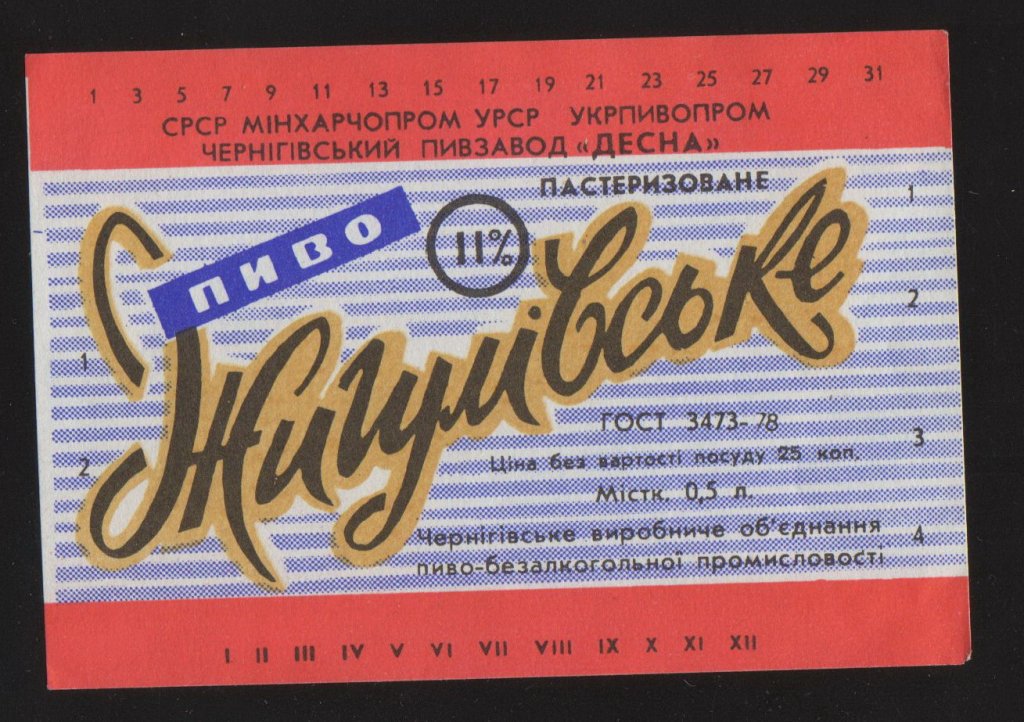 1 3 5 7 9 11 13 15 17 19 21 23 25 27 29 31
СРСР МІНХАРЧОПРОМ УРСР УКРПИВОПРОМ
ЧЕРНІГІВСЬКИЙ ПИВЗАВОД «ДЕСНА»
ПАСТЕРИЗОВАНЕ
1
ПИВО
11%
2
Жигулівське
1
ГОСТ 3473-78
3
Ціна без вартості посуду 25 коп.
2
Містк. 0,5 л.
Чернігівське виробниче об'єднання
4
пиво-безалкогольної промисловості
I II III IV V VI VII VIII IX X XI XII